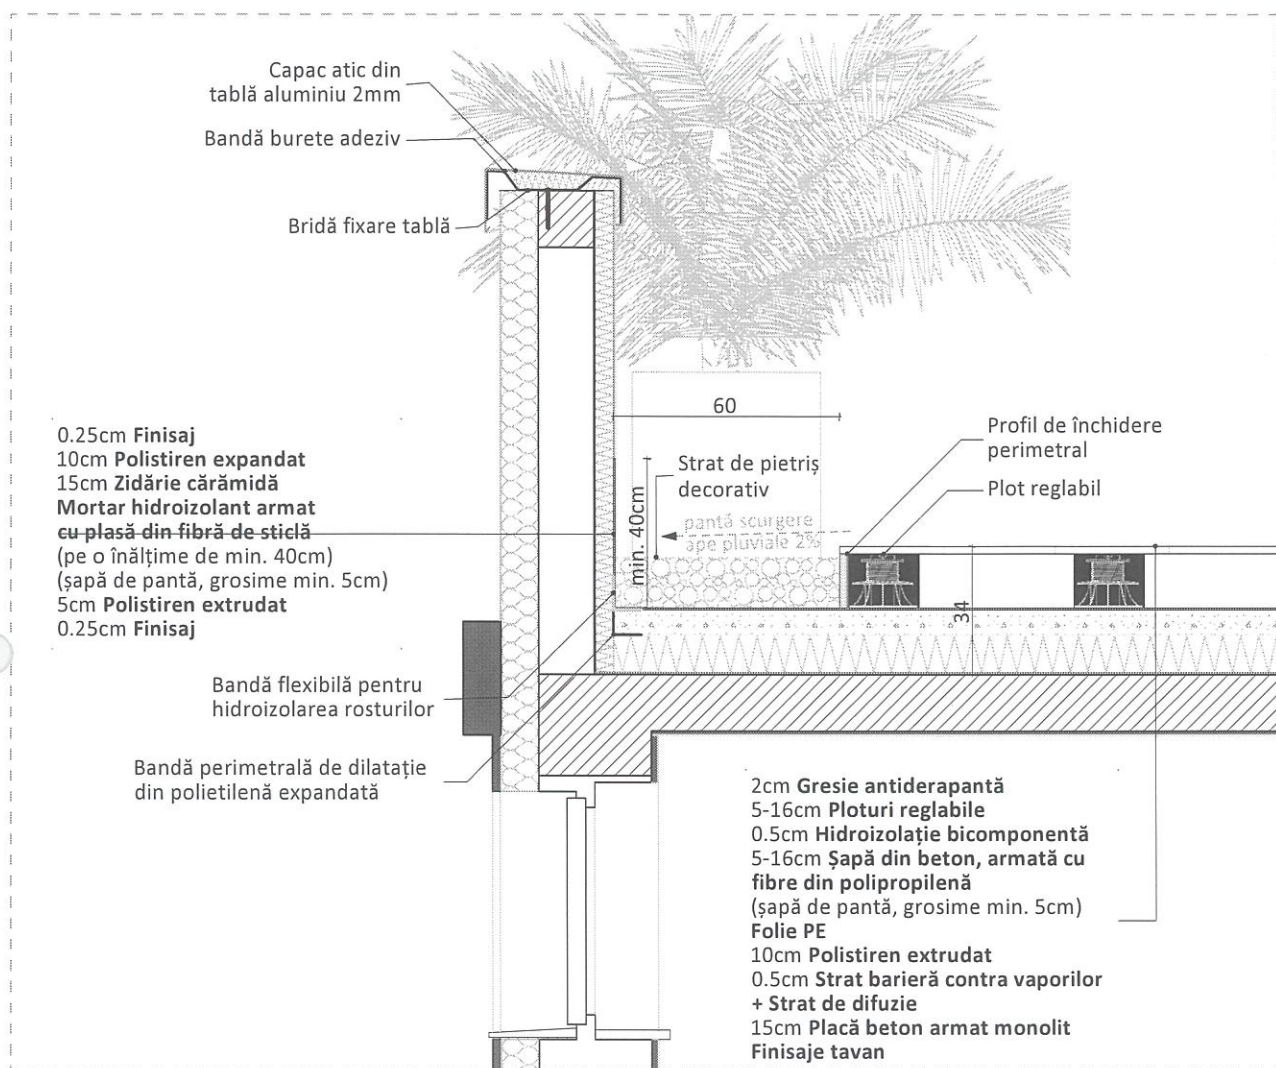 Capac atic din
tablă aluminiu 2mm
Bandă burete adeziv
Bridă fixare tablă
60
Profil de închidere
perimetral
Plot reglabil
Strat de pietriș
decorativ
min. 40cm
pantă scurgere
ape pluviale 2%
34
0.25cm Finisaj
10cm Polistiren expandat
15cm Zidărie cărămidă
Mortar hidroizolant armat
cu plasă din fibră de sticlă
(pe o înălțime de min. 40cm)
(șapă de pantă, grosime min. 5cm)
5cm Polistiren extrudat
0.25cm Finisaj
Bandă flexibilă pentru
hidroizolarea rosturilor
Bandă perimetrală de dilatație
din polietilenă expandată
2cm Gresie antiderapantă
5-16cm Ploturi reglabile
0.5cm Hidroizolație bicomponentă
5-16cm Șapă din beton, armată cu
fibre din polipropilenă
(șapă de pantă, grosime min. 5cm)
Folie PE
10cm Polistiren extrudat
0.5cm Strat barieră contra vaporilor
+ Strat de difuzie
15cm Placă beton armat monolit
Finisaje tavan